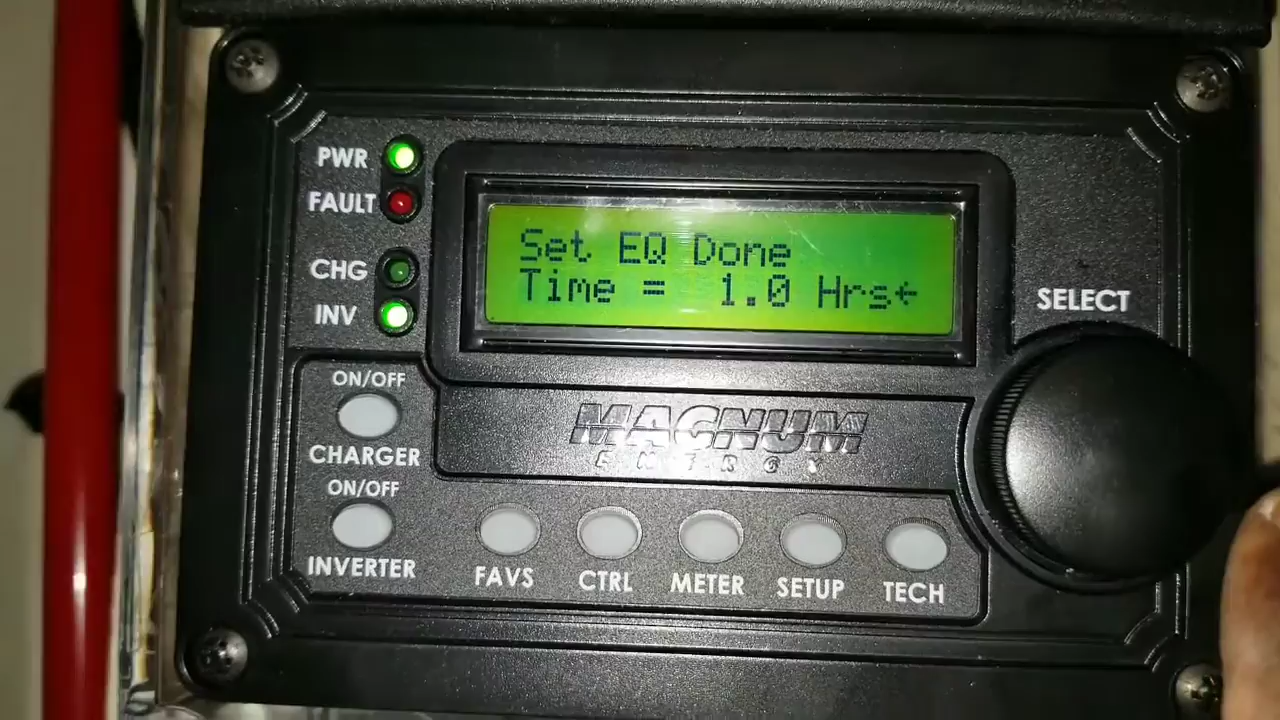 PWR
FAULT
CHG
INV
Set EQ Done
Time = 1.0 Hrs←
SELECT
ON/OFF
CHARGER
ON/OFF
INVERTER
MAGNUM
ENERGY
FAVS
CTRL
METER
SETUP
TECH